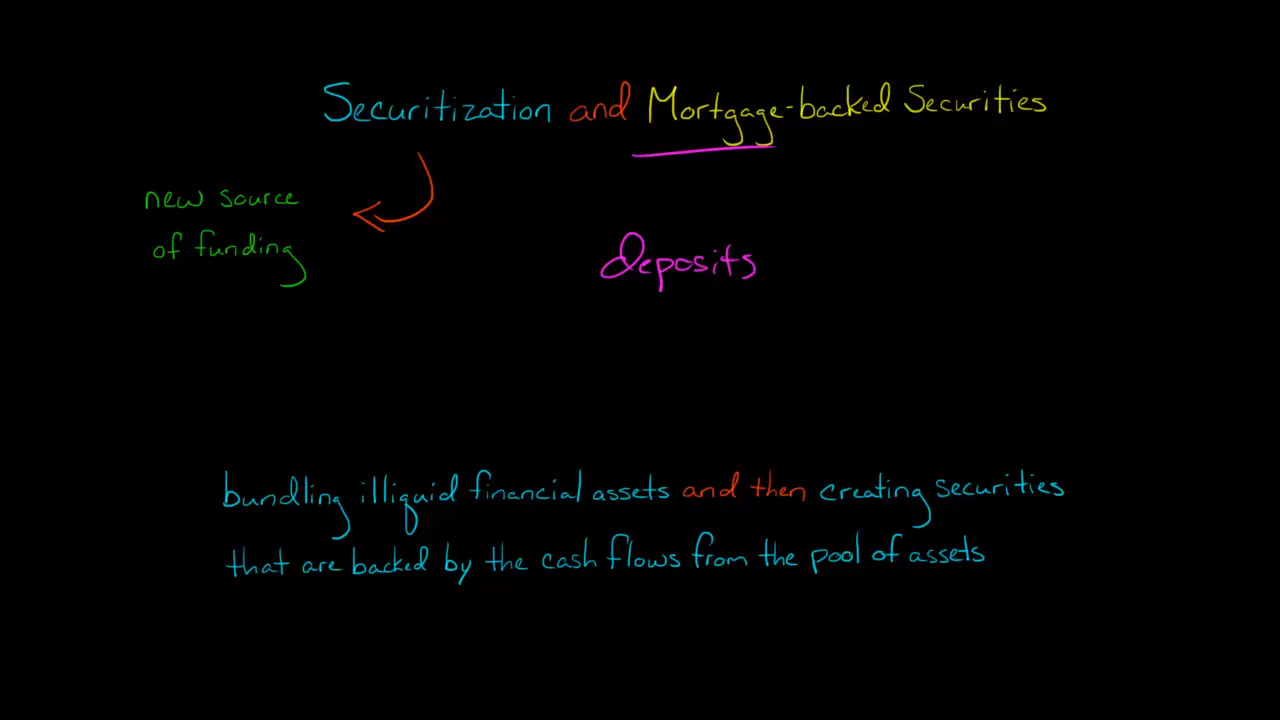 Securitization and Mortgage-backed Securities
new source
of funding
deposits
bundling illiquid financial assets and then creating securities
that are backed by the cash flows from the pool of assets